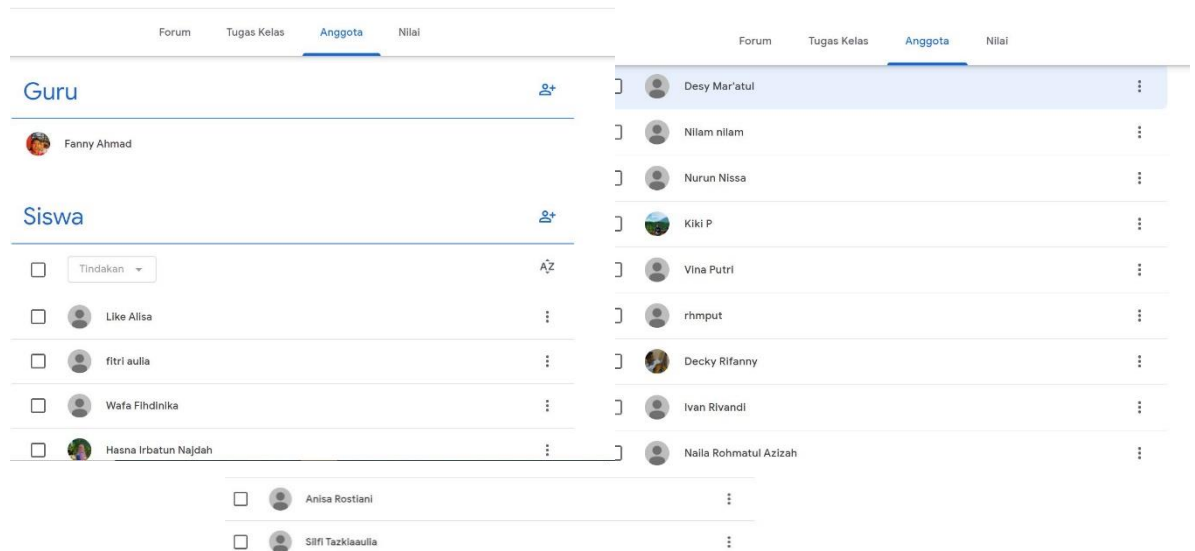 Forum Tugas Kelas Anggota Nilai
Guru
Fanny Ahmad
Siswa
Tindakan
AZ
Like Alisa
fitri aulia
Wafa Fihdinika
Hasna Irbatun Najdah
Forum Tugas Kelas Anggota Nilai
Desy Mar'atul
Nilam nilam
Nurun Nissa
Kiki P
Vina Putri
rhmput
Decky Rifanny
Ivan Rivandi
Naila Rohmatul Azizah
Anisa Rostiani
Silfi Tazkiaaulia